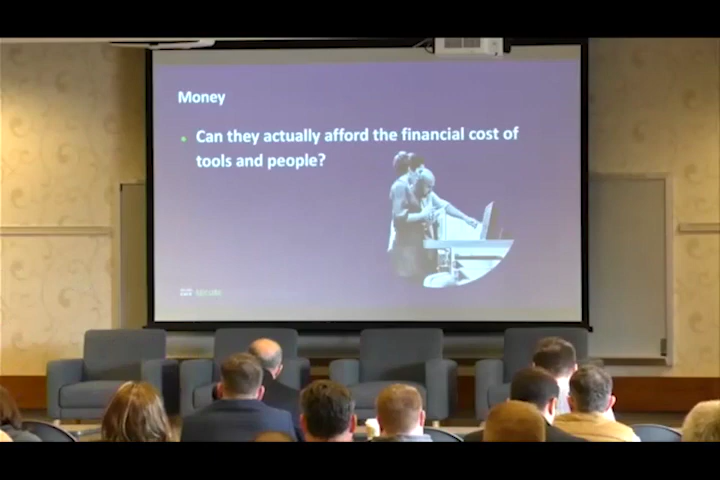 Money
Can they actually afford the financial cost of
tools and people?